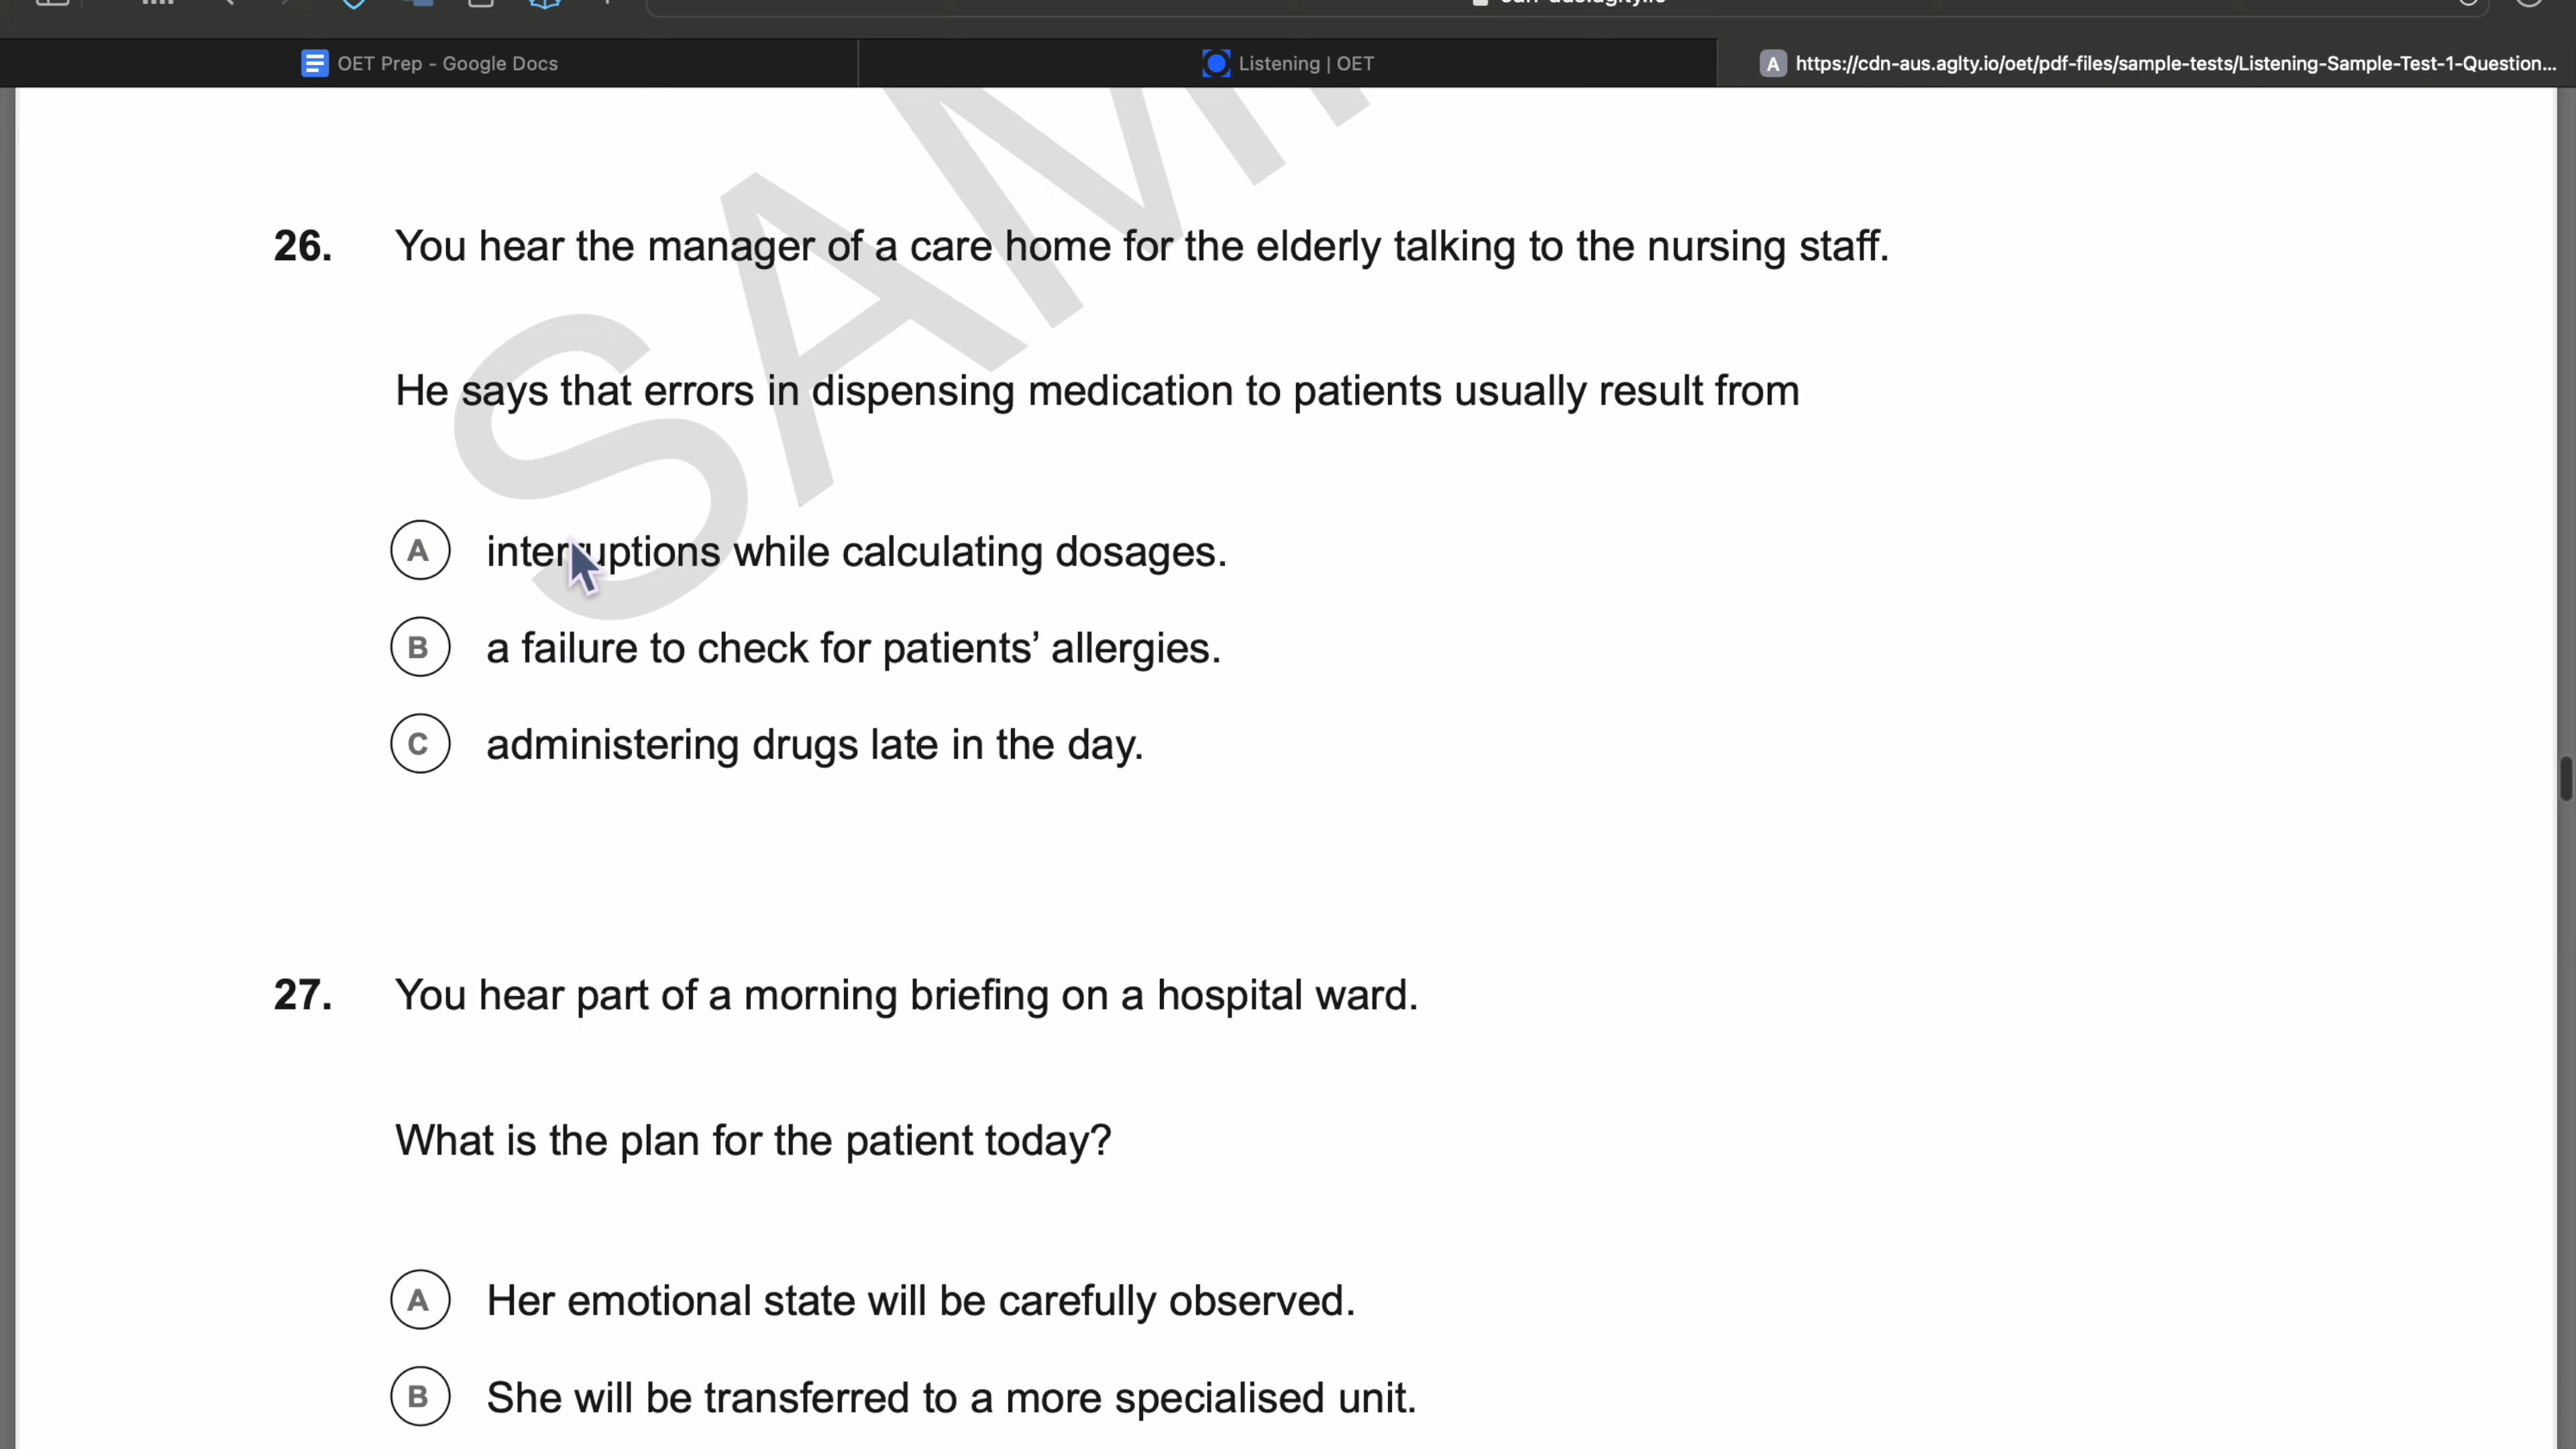 OET Prep - Google Docs
Listening | OET
A https://cdn-aus.aglty.io/oet/pdf-files/sample-tests/Listening-Sample-Test-1-Question...
SAM
26. You hear the manager of a care home for the elderly talking to the nursing staff.
He says that errors in dispensing medication to patients usually result from
A interruptions while calculating dosages.
B a failure to check for patients’ allergies.
C administering drugs late in the day.
27. You hear part of a morning briefing on a hospital ward.
What is the plan for the patient today?
A Her emotional state will be carefully observed.
B She will be transferred to a more specialised unit.